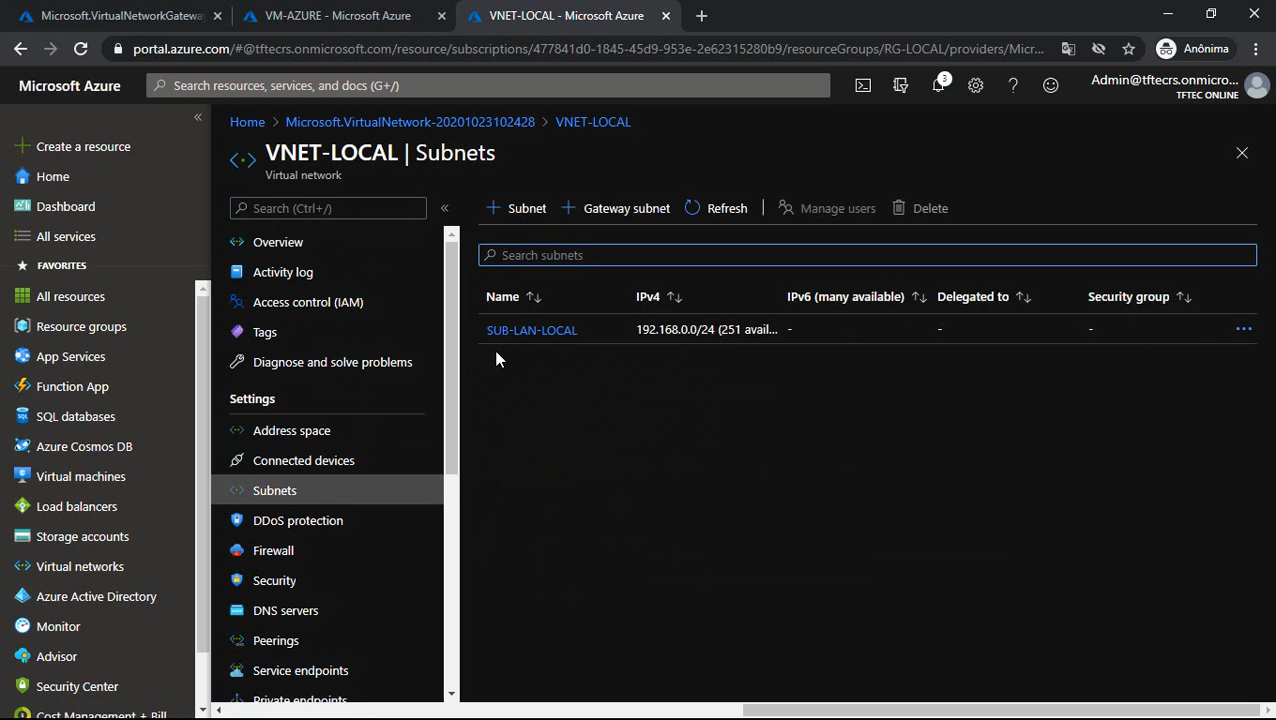 Microsoft.VirtualNetworkGateway
VM-AZURE - Microsoft Azure
VNET-LOCAL - Microsoft Azure
portal.azure.com/#@tftecrs.onmicrosoft.com/resource/subscriptions/477841d0-1845-45d9-953e-2e62315280b9/resourceGroups/RG-LOCAL/providers/Micr...
Anônima
Microsoft Azure
Search resources, services, and docs (G+/)
3
Admin@tftecrs.onmicro...
TFTEC ONLINE
Create a resource
Home
Dashboard
All services
FAVORITES
All resources
Resource groups
App Services
Function App
SQL databases
Azure Cosmos DB
Virtual machines
Load balancers
Storage accounts
Virtual networks
Azure Active Directory
Monitor
Advisor
Security Center
Cost Management + Bill
Home > Microsoft.VirtualNetwork-20201023102428 > VNET-LOCAL
VNET-LOCAL | Subnets
Virtual network
Search (Ctrl+/)
Overview
Activity log
Access control (IAM)
Tags
Diagnose and solve problems
Settings
Address space
Connected devices
Subnets
DDoS protection
Firewall
Security
DNS servers
Peerings
Service endpoints
Private endpoints
+ Subnet + Gateway subnet Refresh Manage users Delete
Search subnets
Name IPv4 IPv6 (many available) Delegated to Security group
SUB-LAN-LOCAL 192.168.0.0/24 (251 avail... - - -